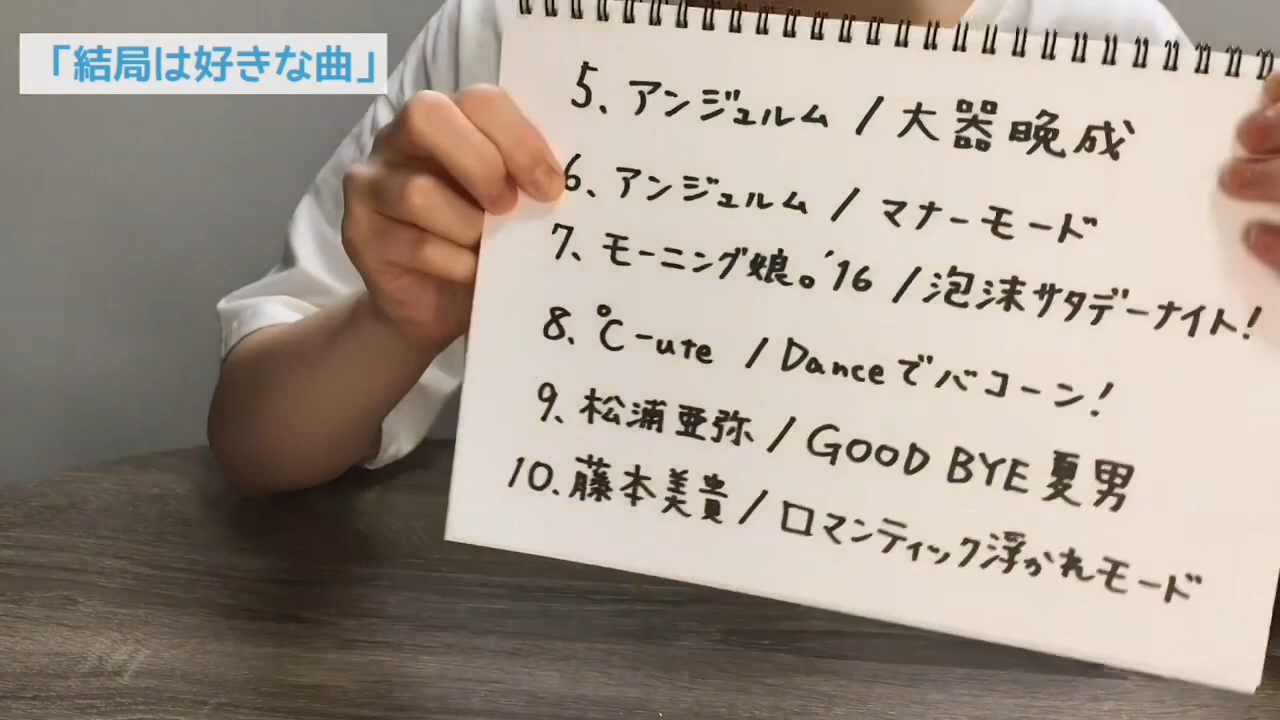 「結局は好きな曲」
5、アンジュルム/大器晩成
6、アンジュルム/マナーモード
7、モーニング娘。'16/泡沫サタデーナイト!
8、℃-ute/Danceでバコーン!
9、松浦亜弥/GOOD BYE 夏男
10.藤本美貴/ロマンティック浮かれモード